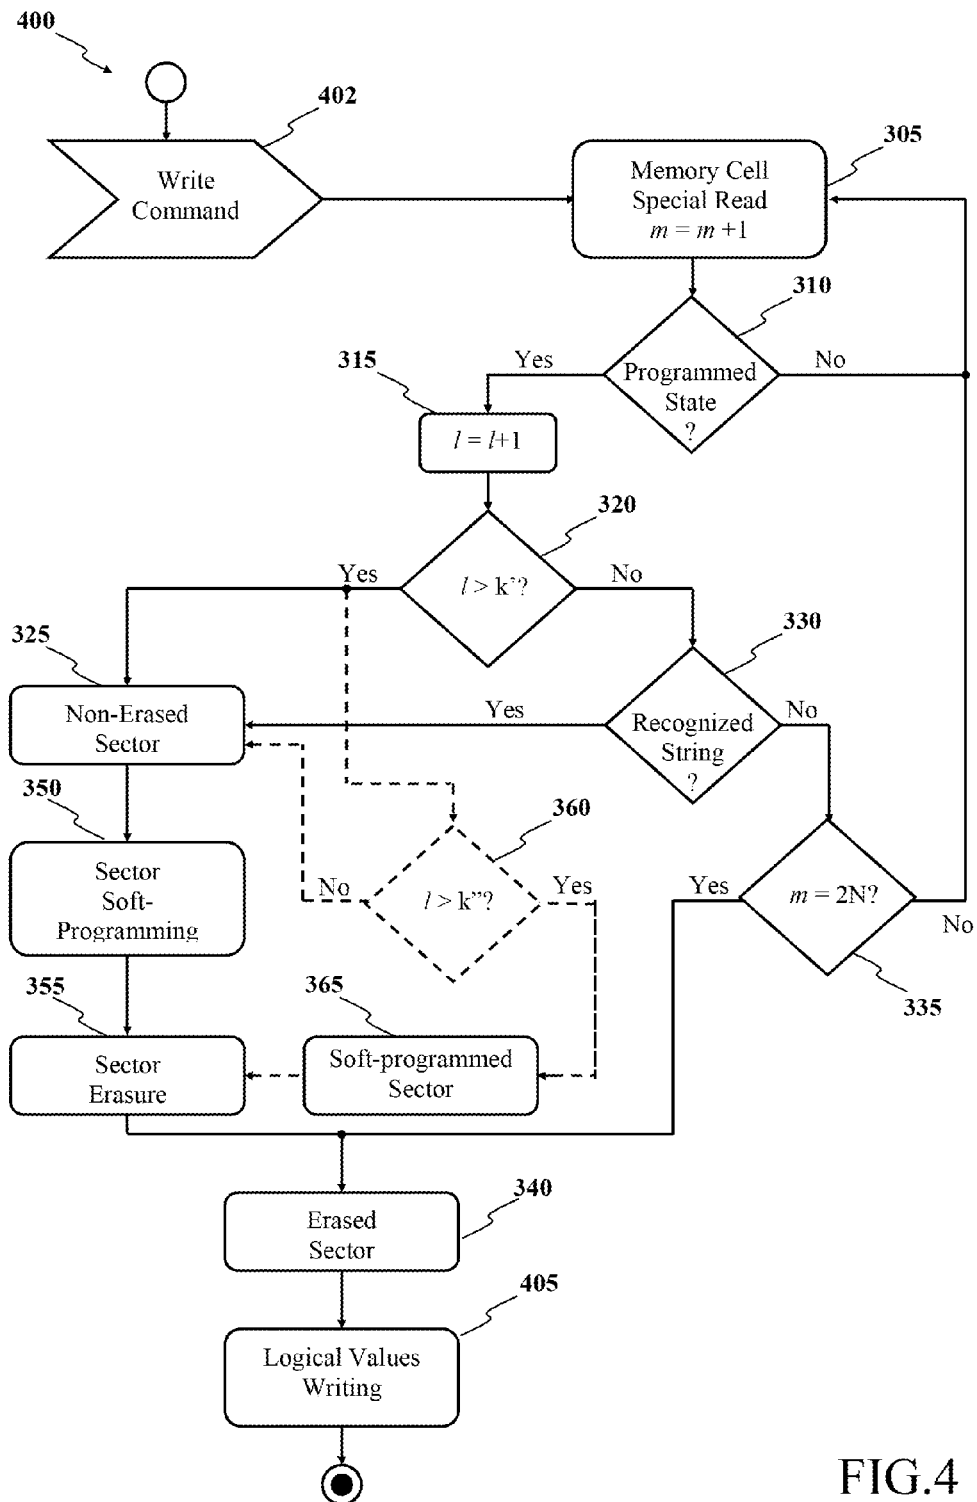 400
402
Write
Command
305
Memory Cell
Special Read
m = m +1
310
Programmed
State
?
Yes
No
315
l = l+1
320
l > k’?
Yes
No
325
Non-Erased
Sector
330
Recognized
String
?
Yes
No
350
Sector
Soft-
Programming
360
l > k’’?
No
Yes
m = 2N?
Yes
No
335
355
Sector
Erasure
365
Soft-programmed
Sector
340
Erased
Sector
405
Logical Values
Writing
FIG.4